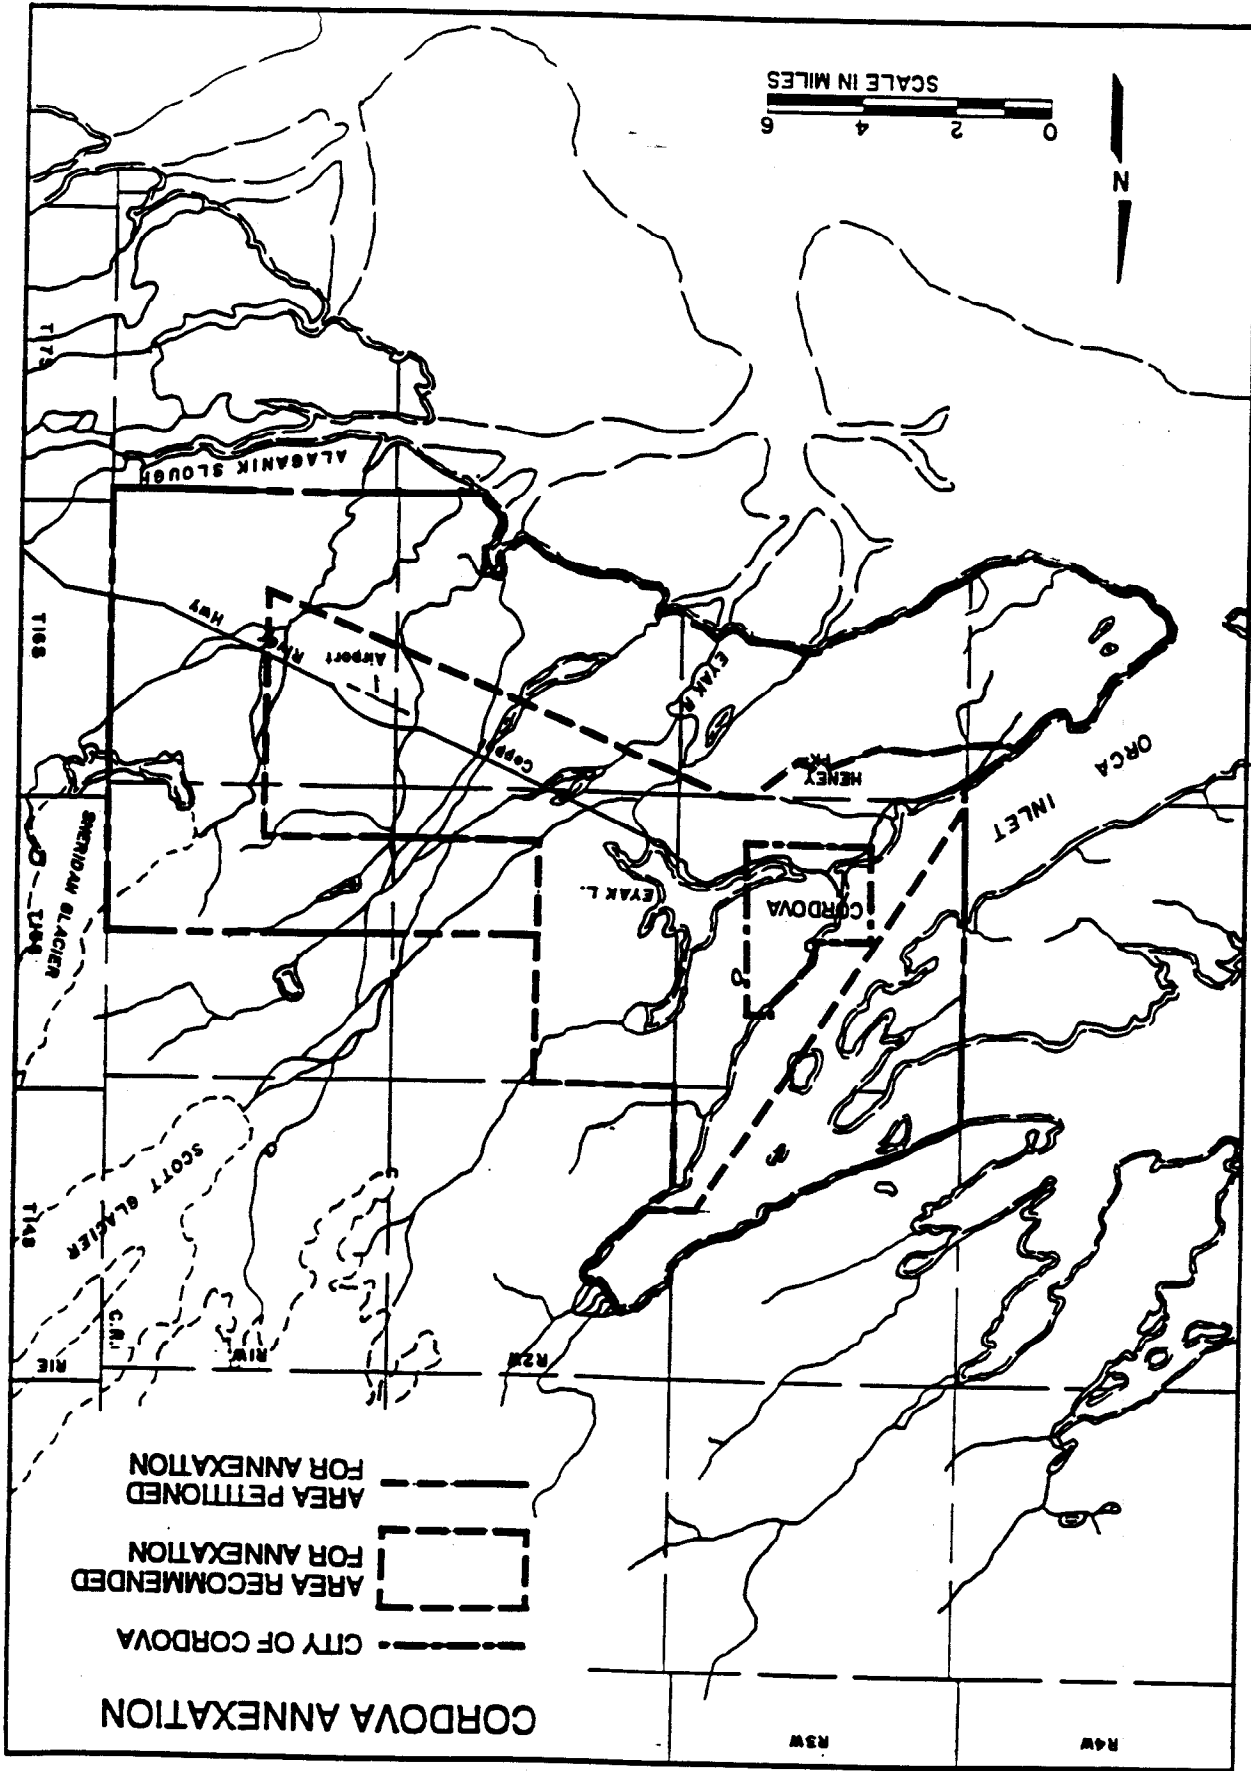 CORDOVA ANNEXATION
CITY OF CORDOVA
AREA RECOMMENDED
FOR ANNEXATION
AREA PETITIONED
FOR ANNEXATION
R4W
R3W
R2W
R1W
C.R.
R1E
T14S
SCOTT GLACIER
SHERIDAN GLACIER
CORDOVA
EYAK L.
ORCA
INLET
HENEY
PK.
EYAK R.
Airport
Hwy
T16S
ALAGANIK SLOUGH
T17S
N
0 2 4 6
SCALE IN MILES